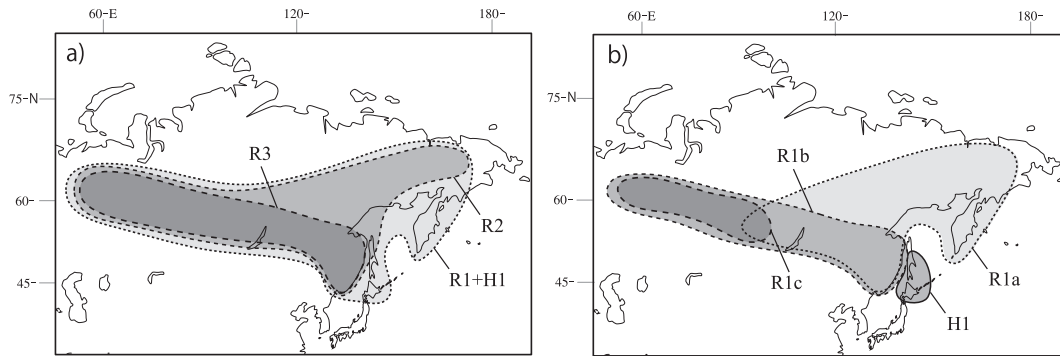 60-E
120-
180-
a)
75-N
60-
45-
R3
R2
R1+H1
60-E
120-
180-
b)
75-N
60-
45-
R1b
R1c
R1a
H1